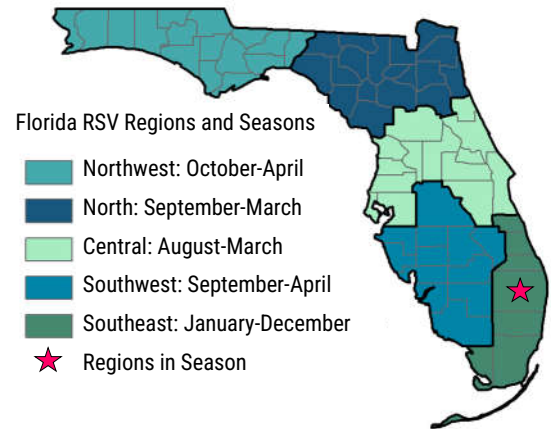 Florida RSV Regions and Seasons
Northwest: October-April
North: September-March
Central: August-March
Southwest: September-April
Southeast: January-December
Regions in Season